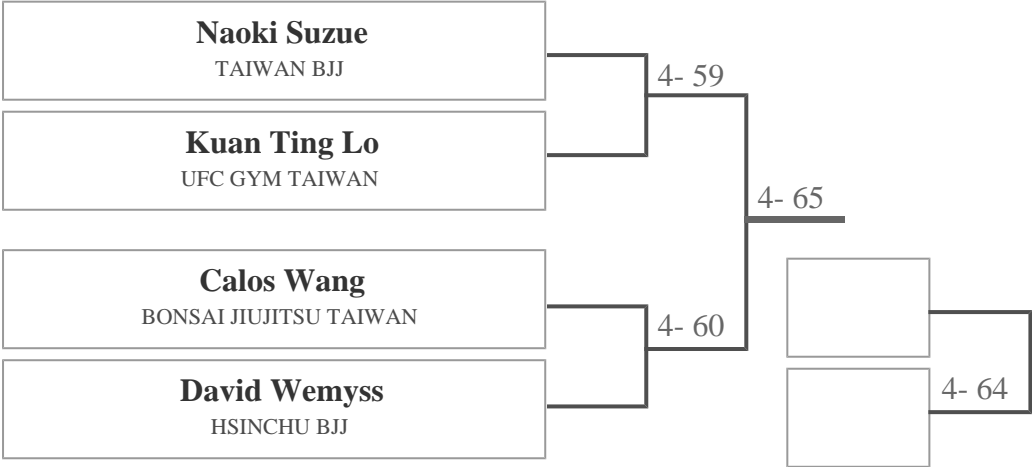 Naoki Suzue
TAIWAN BJJ
4- 59
Kuan Ting Lo
UFC GYM TAIWAN
4- 65
Calos Wang
BONSAI JIUJITSU TAIWAN
4- 60
David Wemyss
HSINCHU BJJ
4- 64